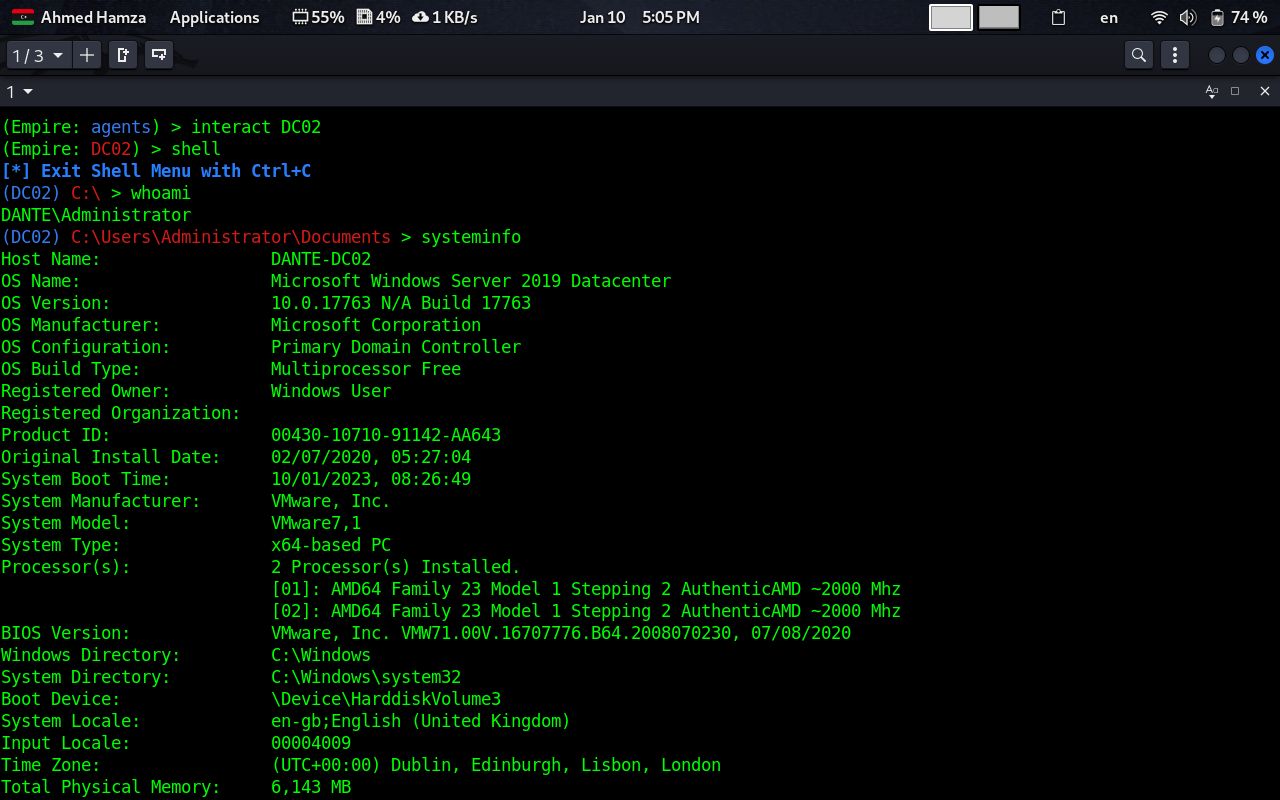 Ahmed Hamza Applications 55% 4% 1 KB/s Jan 10 5:05 PM en 74 %
1 / 3
1
(Empire: agents) > interact DC02
(Empire: DC02) > shell
[*] Exit Shell Menu with Ctrl+C
(DC02) C:\ > whoami
DANTE\Administrator
(DC02) C:\Users\Administrator\Documents > systeminfo
Host Name: DANTE-DC02
OS Name: Microsoft Windows Server 2019 Datacenter
OS Version: 10.0.17763 N/A Build 17763
OS Manufacturer: Microsoft Corporation
OS Configuration: Primary Domain Controller
OS Build Type: Multiprocessor Free
Registered Owner: Windows User
Registered Organization:
Product ID: 00430-10710-91142-AA643
Original Install Date: 02/07/2020, 05:27:04
System Boot Time: 10/01/2023, 08:26:49
System Manufacturer: VMware, Inc.
System Model: VMware7,1
System Type: x64-based PC
Processor(s): 2 Processor(s) Installed.
[01]: AMD64 Family 23 Model 1 Stepping 2 AuthenticAMD ~2000 Mhz
[02]: AMD64 Family 23 Model 1 Stepping 2 AuthenticAMD ~2000 Mhz
BIOS Version: VMware, Inc. VMW71.00V.16707776.B64.2008070230, 07/08/2020
Windows Directory: C:\Windows
System Directory: C:\Windows\system32
Boot Device: \Device\HarddiskVolume3
System Locale: en-gb;English (United Kingdom)
Input Locale: 00004009
Time Zone: (UTC+00:00) Dublin, Edinburgh, Lisbon, London
Total Physical Memory: 6,143 MB